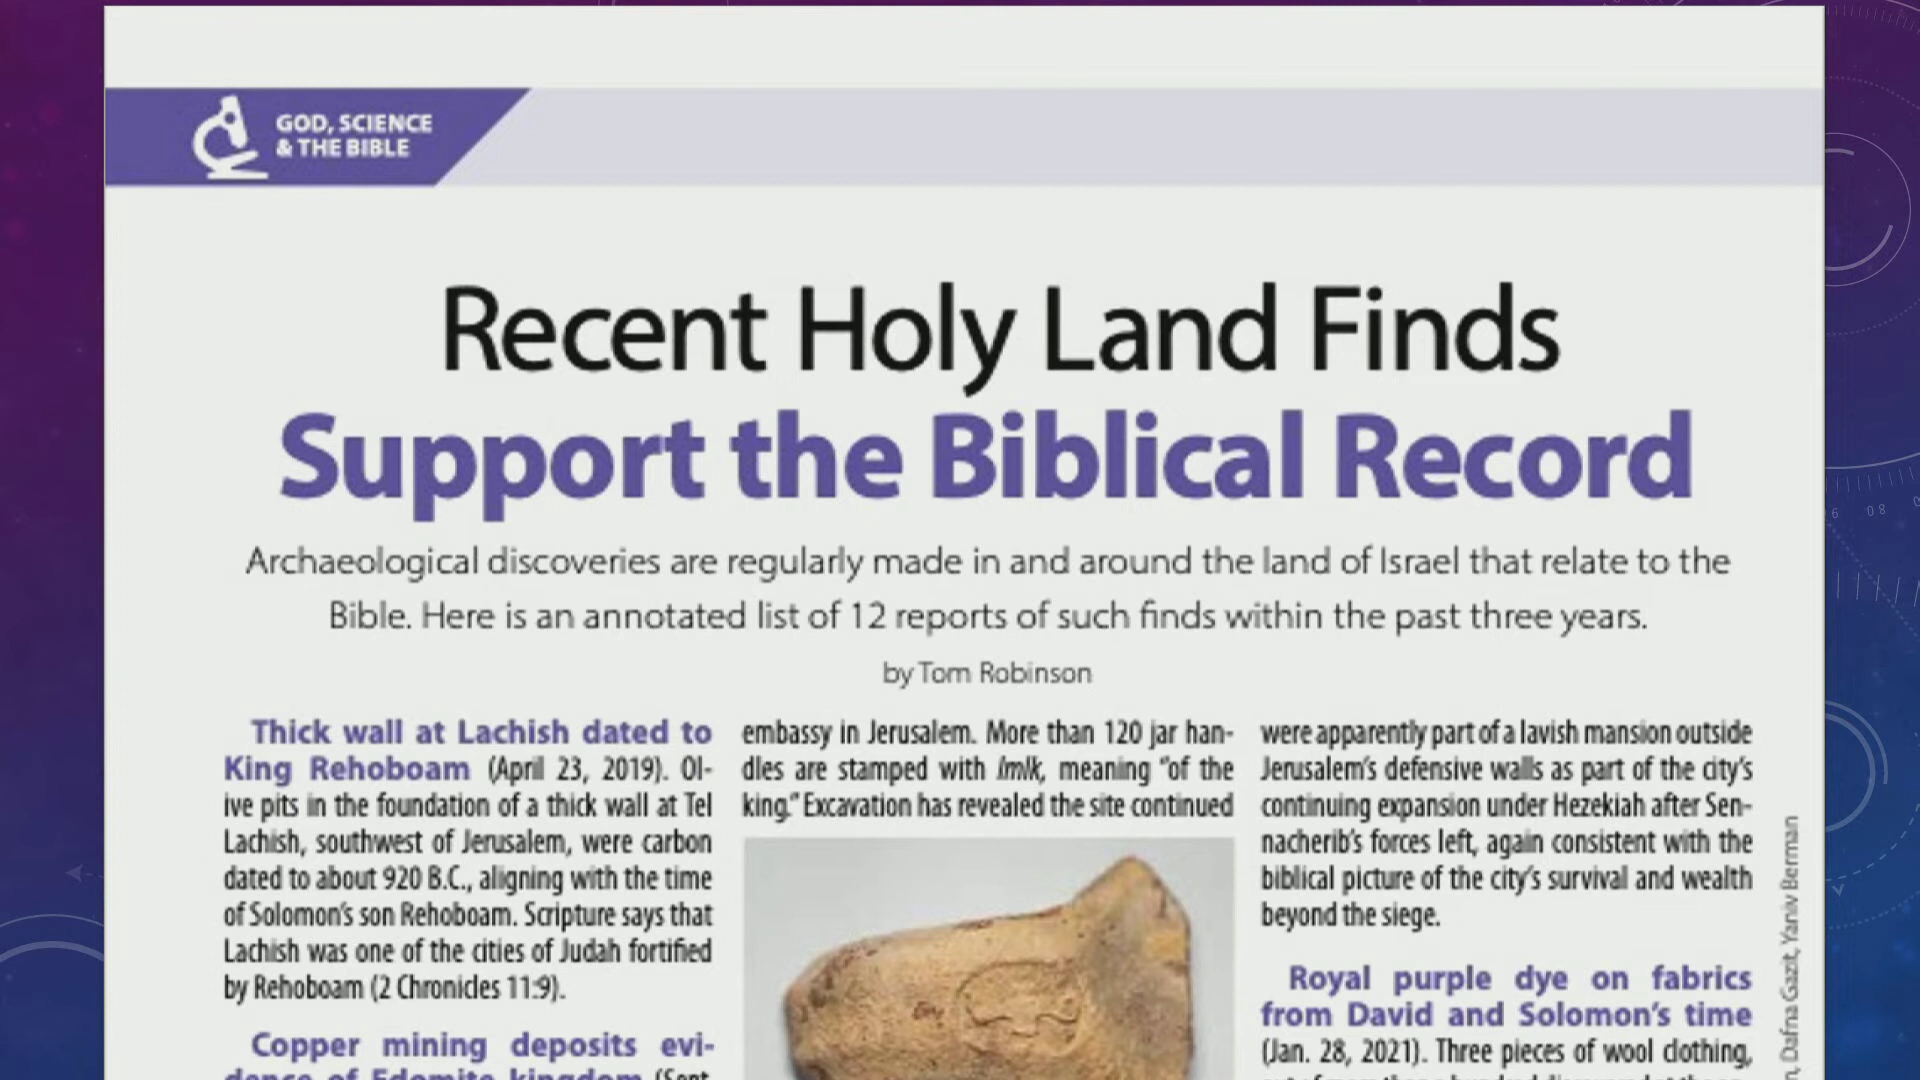 GOD, SCIENCE
& THE BIBLE
Recent Holy Land Finds
Support the Biblical Record
Archaeological discoveries are regularly made in and around the land of Israel that relate to the
Bible. Here is an annotated list of 12 reports of such finds within the past three years.
by Tom Robinson
Thick wall at Lachish dated to
King Rehoboam (April 23, 2019). Ol-
ive pits in the foundation of a thick wall at Tel
Lachish, southwest of Jerusalem, were carbon
dated to about 920 B.C., aligning with the time
of Solomon's son Rehoboam. Scripture says that
Lachish was one of the cities of Judah fortified
by Rehoboam (2 Chronicles 11:9).
Copper mining deposits evi-
dence of Edomite kingdom (Sept.
embassy in Jerusalem. More than 120 jar han-
dles are stamped with lmlk, meaning "of the
king." Excavation has revealed the site continued
were apparently part of a lavish mansion outside
Jerusalem's defensive walls as part of the city's
continuing expansion under Hezekiah after Sen-
nacherib's forces left, again consistent with the
biblical picture of the city's survival and wealth
beyond the siege.
Royal purple dye on fabrics
from David and Solomon's time
(Jan. 28, 2021). Three pieces of wool clothing,
Dafna Gazit, Yaniv Berman
80